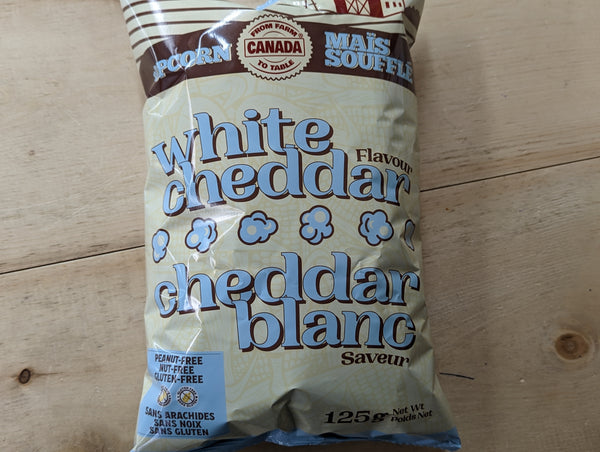 FROM FARM
CANADA
TO TABLE
POPCORN
MAÏS
SOUFFLÉ
white
cheddar
Flavour
cheddar
blanc
Saveur
PEANUT-FREE
NUT-FREE
GLUTEN-FREE
SANS ARACHIDES
SANS NOIX
SANS GLUTEN
125g
Net Wt
Poids Net